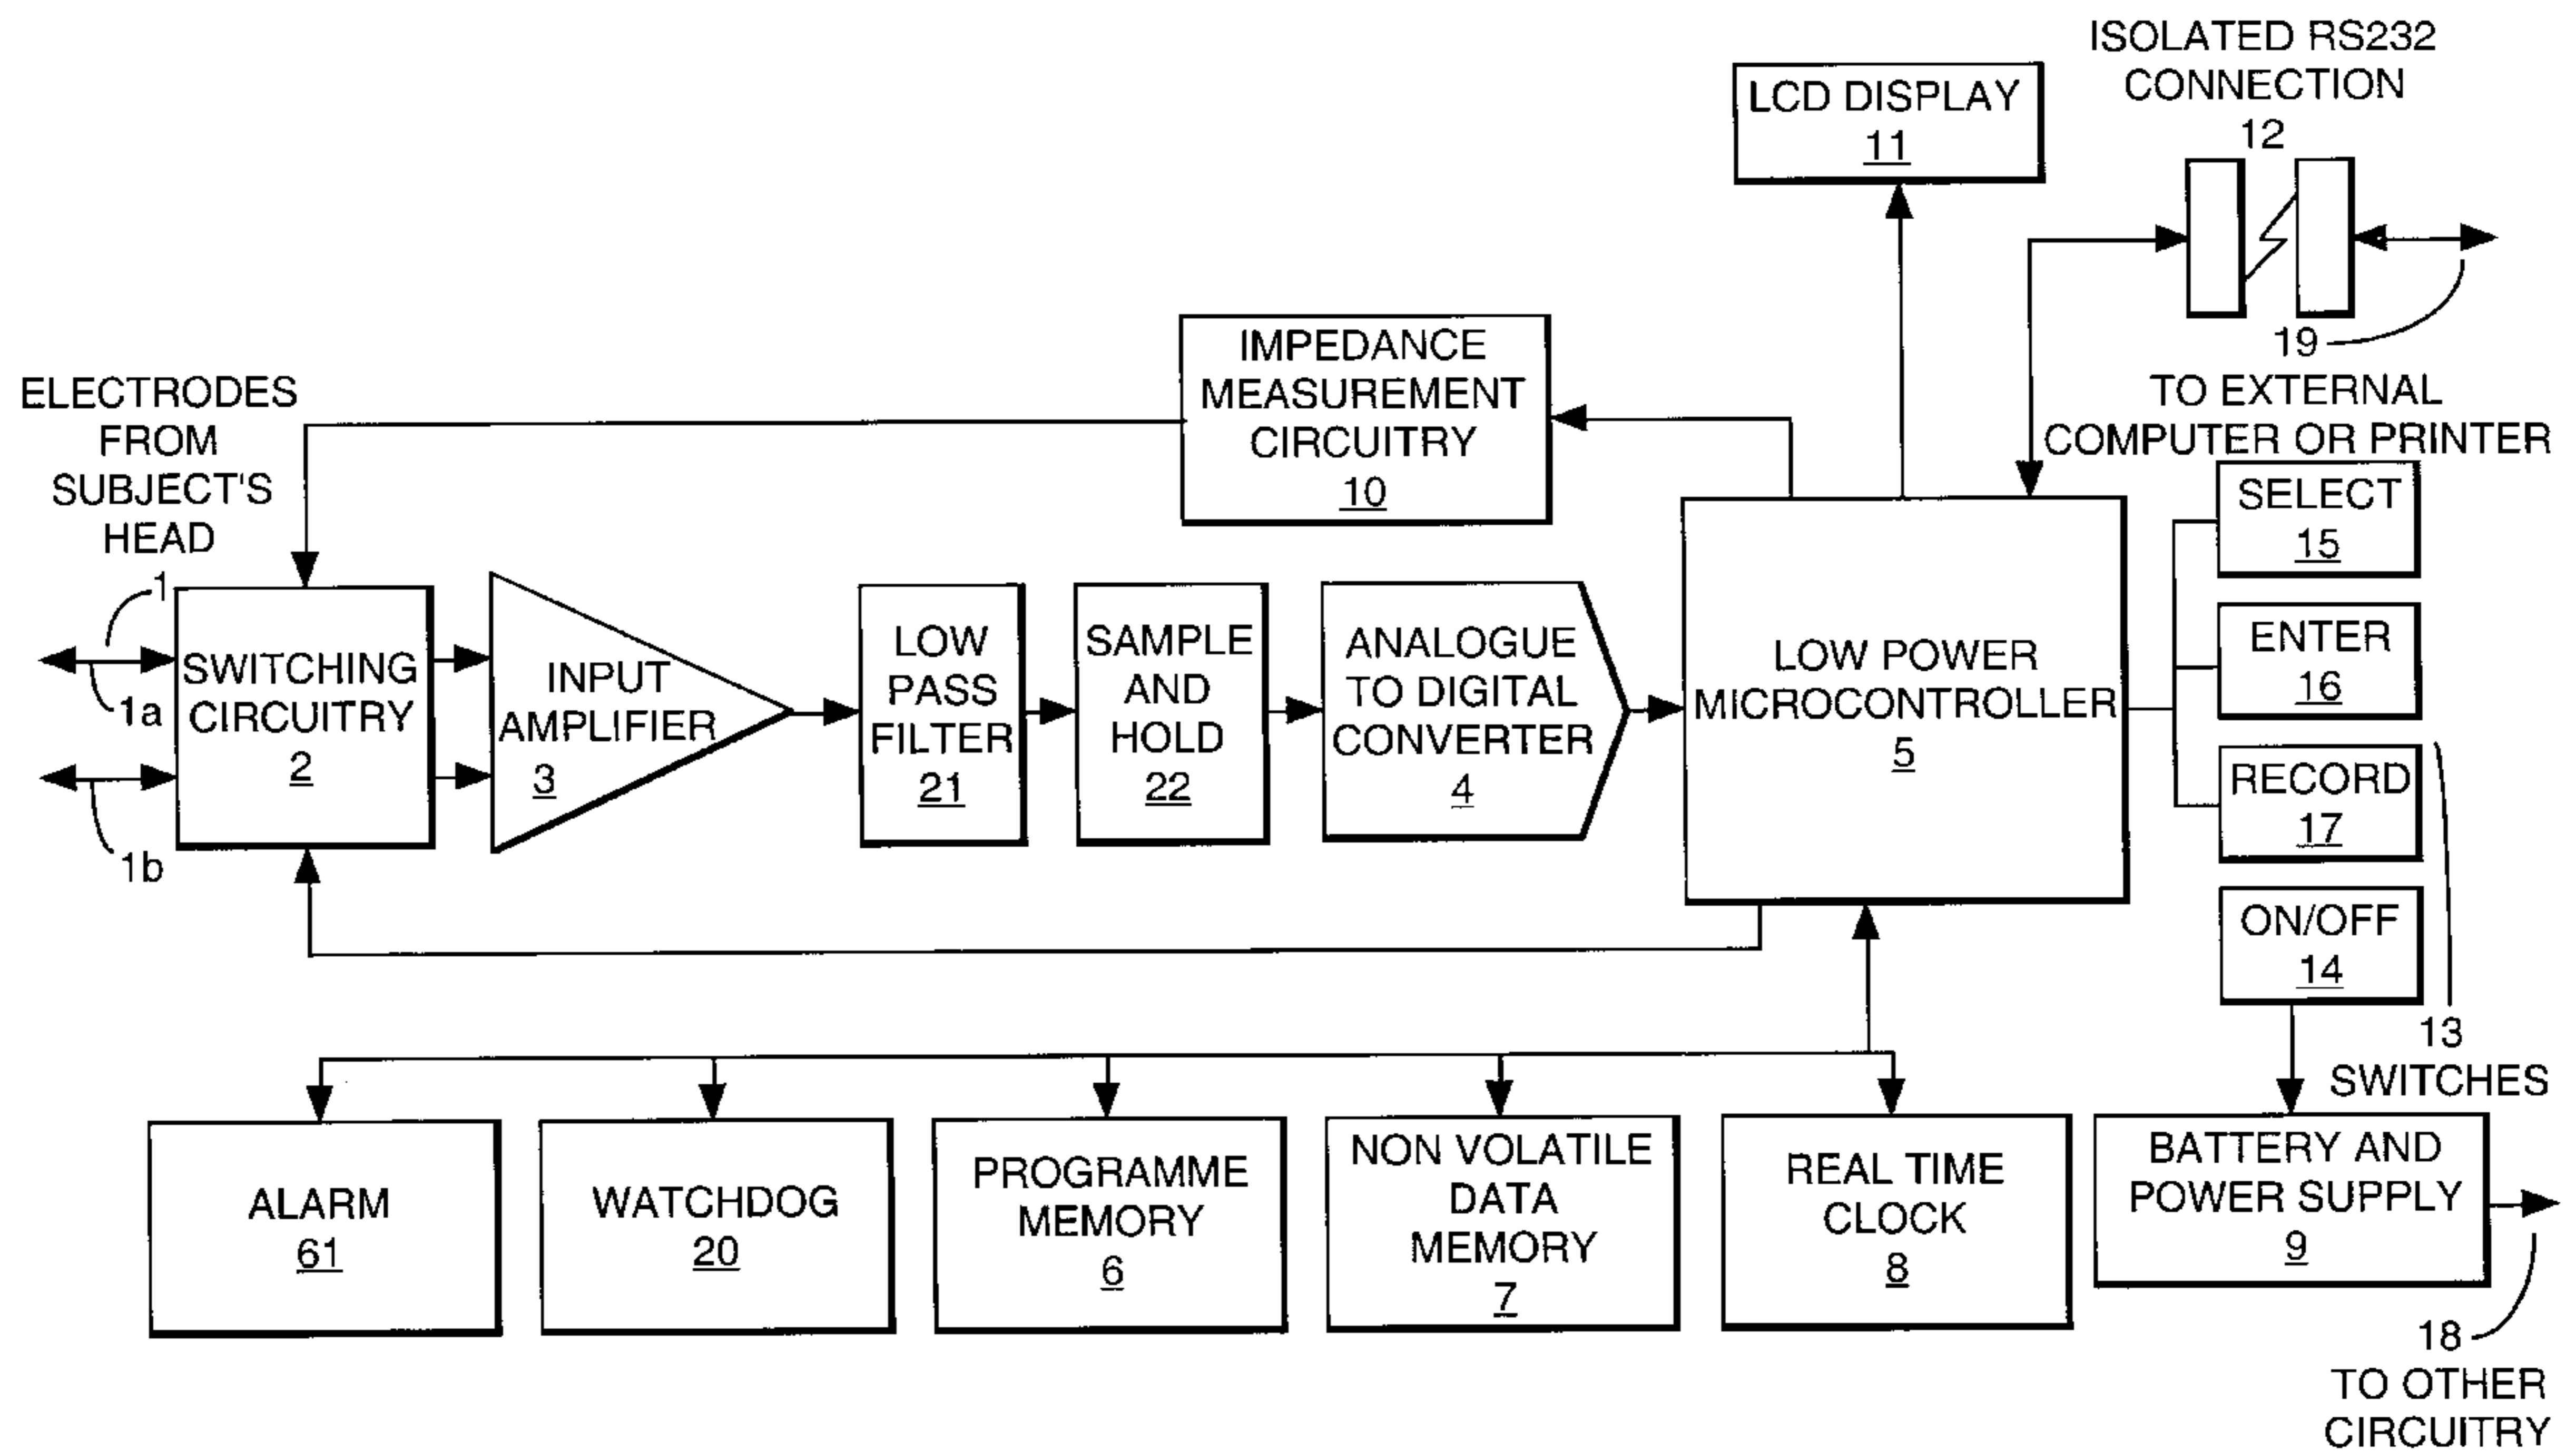 ISOLATED RS232
CONNECTION
12
LCD DISPLAY
11
19
TO EXTERNAL
COMPUTER OR PRINTER
IMPEDANCE
MEASUREMENT
CIRCUITRY
10
ELECTRODES
FROM
SUBJECT'S
HEAD
1
1a
1b
SWITCHING
CIRCUITRY
2
INPUT
AMPLIFIER
3
LOW
PASS
FILTER
21
SAMPLE
AND
HOLD
22
ANALOGUE
TO DIGITAL
CONVERTER
4
LOW POWER
MICROCONTROLLER
5
SELECT
15
ENTER
16
RECORD
17
ON/OFF
14
13
SWITCHES
ALARM
61
WATCHDOG
20
PROGRAMME
MEMORY
6
NON VOLATILE
DATA
MEMORY
7
REAL TIME
CLOCK
8
BATTERY AND
POWER SUPPLY
9
18
TO OTHER
CIRCUITRY